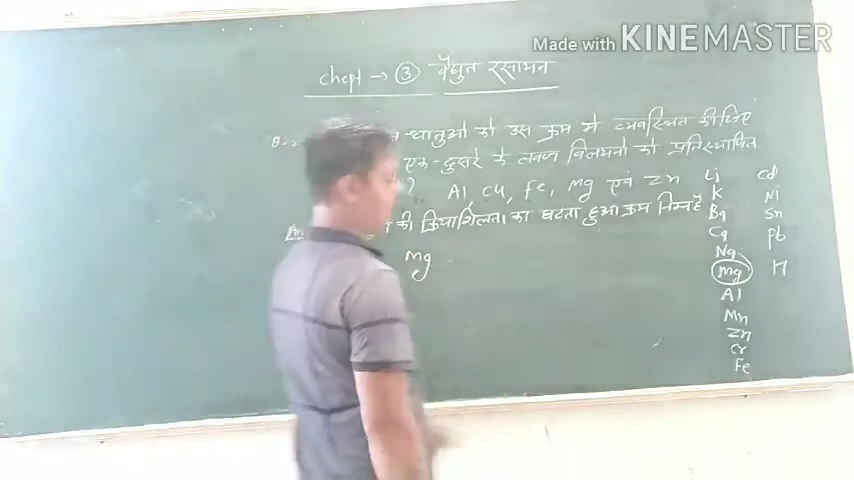 Made with KINEMASTER
chept → ③ वैधुत रसायन
धातुओ को उस क्रम मे व्यवस्थित कीजिए
एक-दुसरे के लवण विलयनो को प्रतिस्थापित
? Al, Cu, Fe, Mg एवं Zn
की क्रियाशिलता का घटता हुआ क्रम निम्न है
Mg
Li
K
Ba
Ca
Na
Mg
Al
Mn
Zn
Cr
Fe
Cd
Ni
Sn
Pb
H